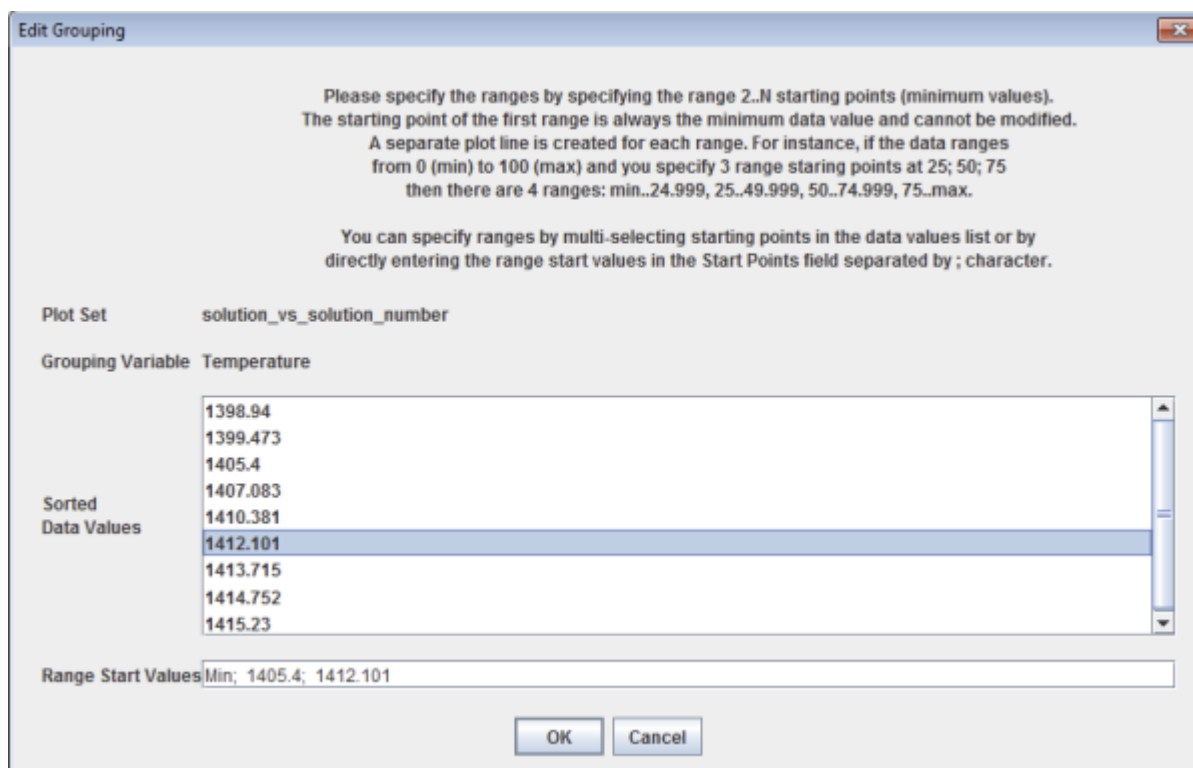 Edit Grouping
Please specify the ranges by specifying the range 2..N starting points (minimum values).
The starting point of the first range is always the minimum data value and cannot be modified.
A separate plot line is created for each range. For instance, if the data ranges
from 0 (min) to 100 (max) and you specify 3 range staring points at 25; 50; 75
then there are 4 ranges: min..24.999, 25..49.999, 50..74.999, 75..max.
You can specify ranges by multi-selecting starting points in the data values list or by
directly entering the range start values in the Start Points field separated by ; character.
Plot Set solution_vs_solution_number
Grouping Variable Temperature
Sorted
Data Values
1398.94
1399.473
1405.4
1407.083
1410.381
1412.101
1413.715
1414.752
1415.23
Range Start Values Min; 1405.4; 1412.101
OK Cancel